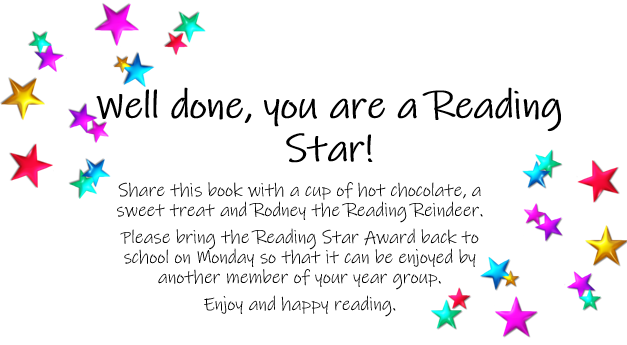 Well done, you are a Reading
Star!
Share this book with a cup of hot chocolate, a
sweet treat and Rodney the Reading Reindeer.
Please bring the Reading Star Award back to
school on Monday so that it can be enjoyed by
another member of your year group.
Enjoy and happy reading.